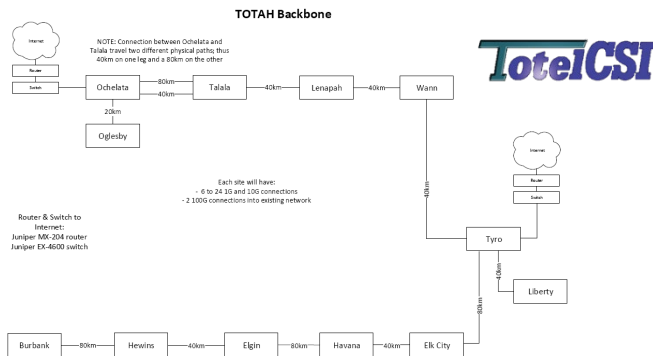 TOTAH Backbone
Internet
NOTE: Connection between Ochelata and
Talala travel two different physical paths; thus
40km on one leg and a 80km on the other
TotelCSI
Router
Switch
Ochelata
80km
40km
Talala
40km
Lenapah
40km
Wann
20km
Oglesby
Internet
Router
Switch
Each site will have:
- 6 to 24 1G and 10G connections
- 2 100G connections into existing network
40km
Router & Switch to
Internet:
Juniper MX-204 router
Juniper EX-4600 switch
Tyro
40km
80km
Liberty
Burbank
80km
Hewins
40km
Elgin
80km
Havana
40km
Elk City